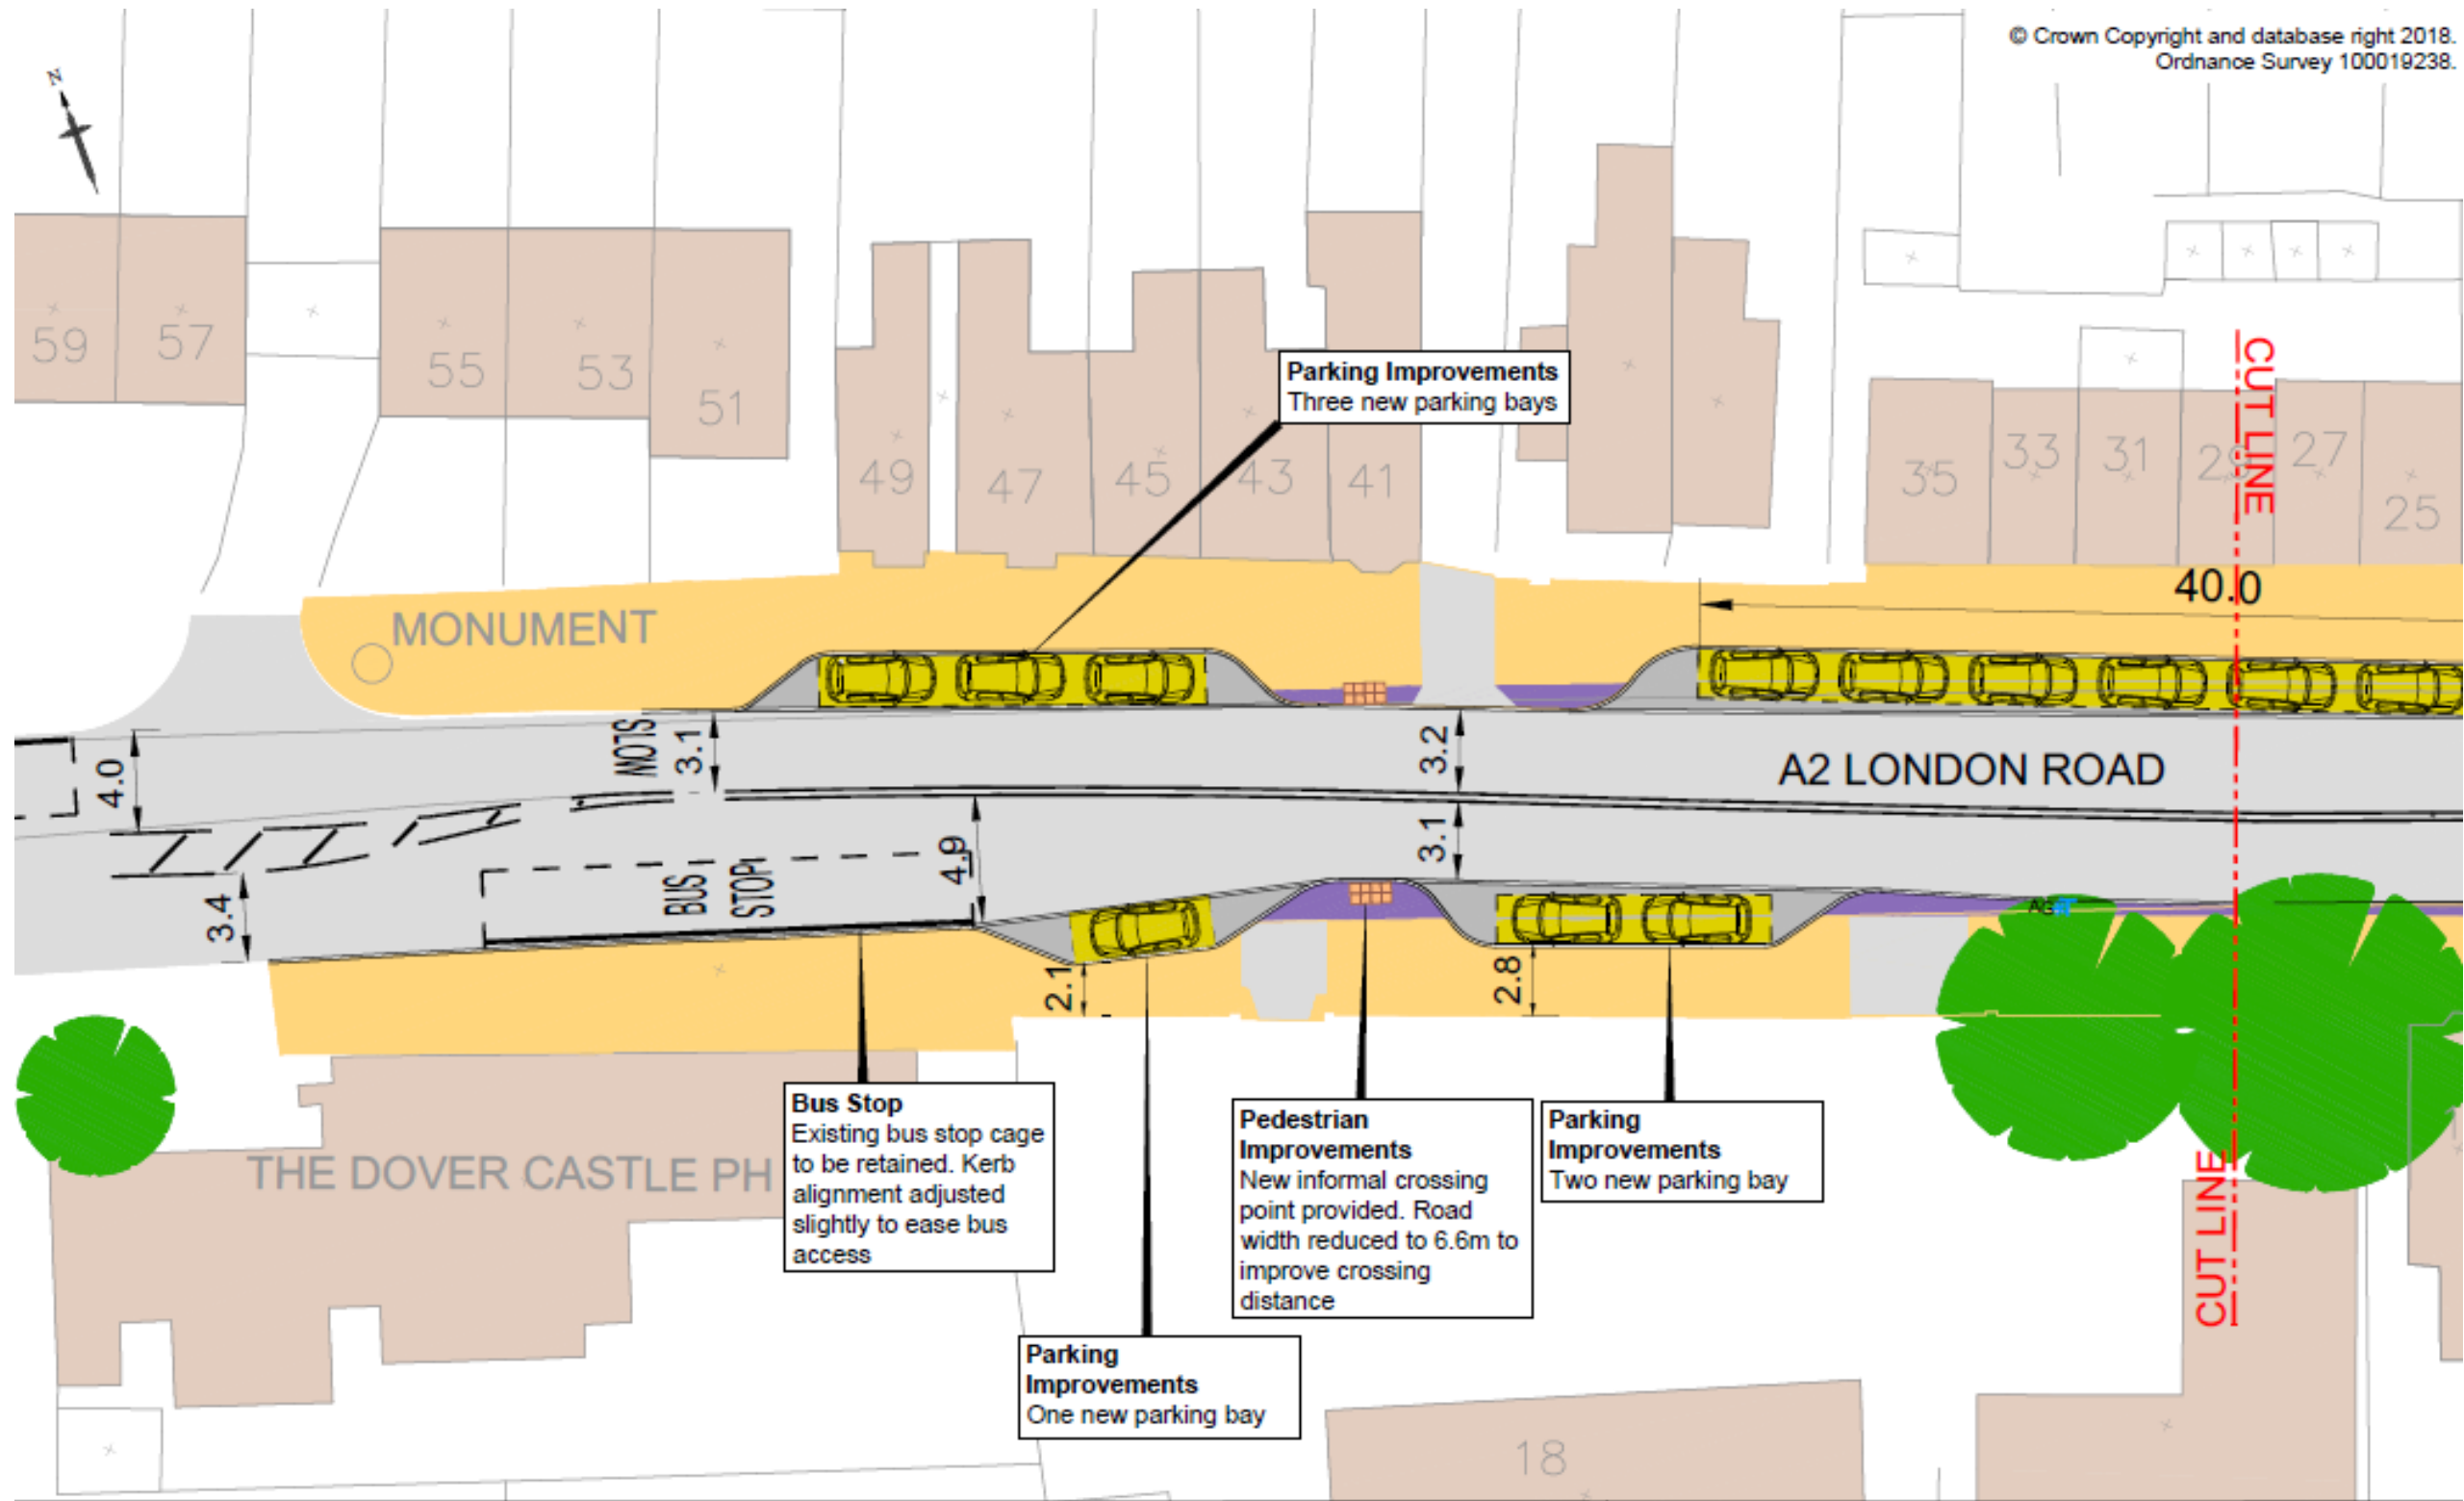 © Crown Copyright and database right 2018.
Ordnance Survey 100019238.
N
59
57
55
53
51
49
47
45
43
41
35
33
31
29
27
25
CUT LINE
Parking Improvements
Three new parking bays
40.0
MONUMENT
SLOW
3.1
3.2
4.0
A2 LONDON ROAD
4.9
3.1
3.4
BUS
STOP
2.1
2.8
Bus Stop
Existing bus stop cage
to be retained. Kerb
alignment adjusted
slightly to ease bus
access
Pedestrian
Improvements
New informal crossing
point provided. Road
width reduced to 6.6m to
improve crossing
distance
Parking
Improvements
Two new parking bay
THE DOVER CASTLE PH
CUT LINE
Parking
Improvements
One new parking bay
18